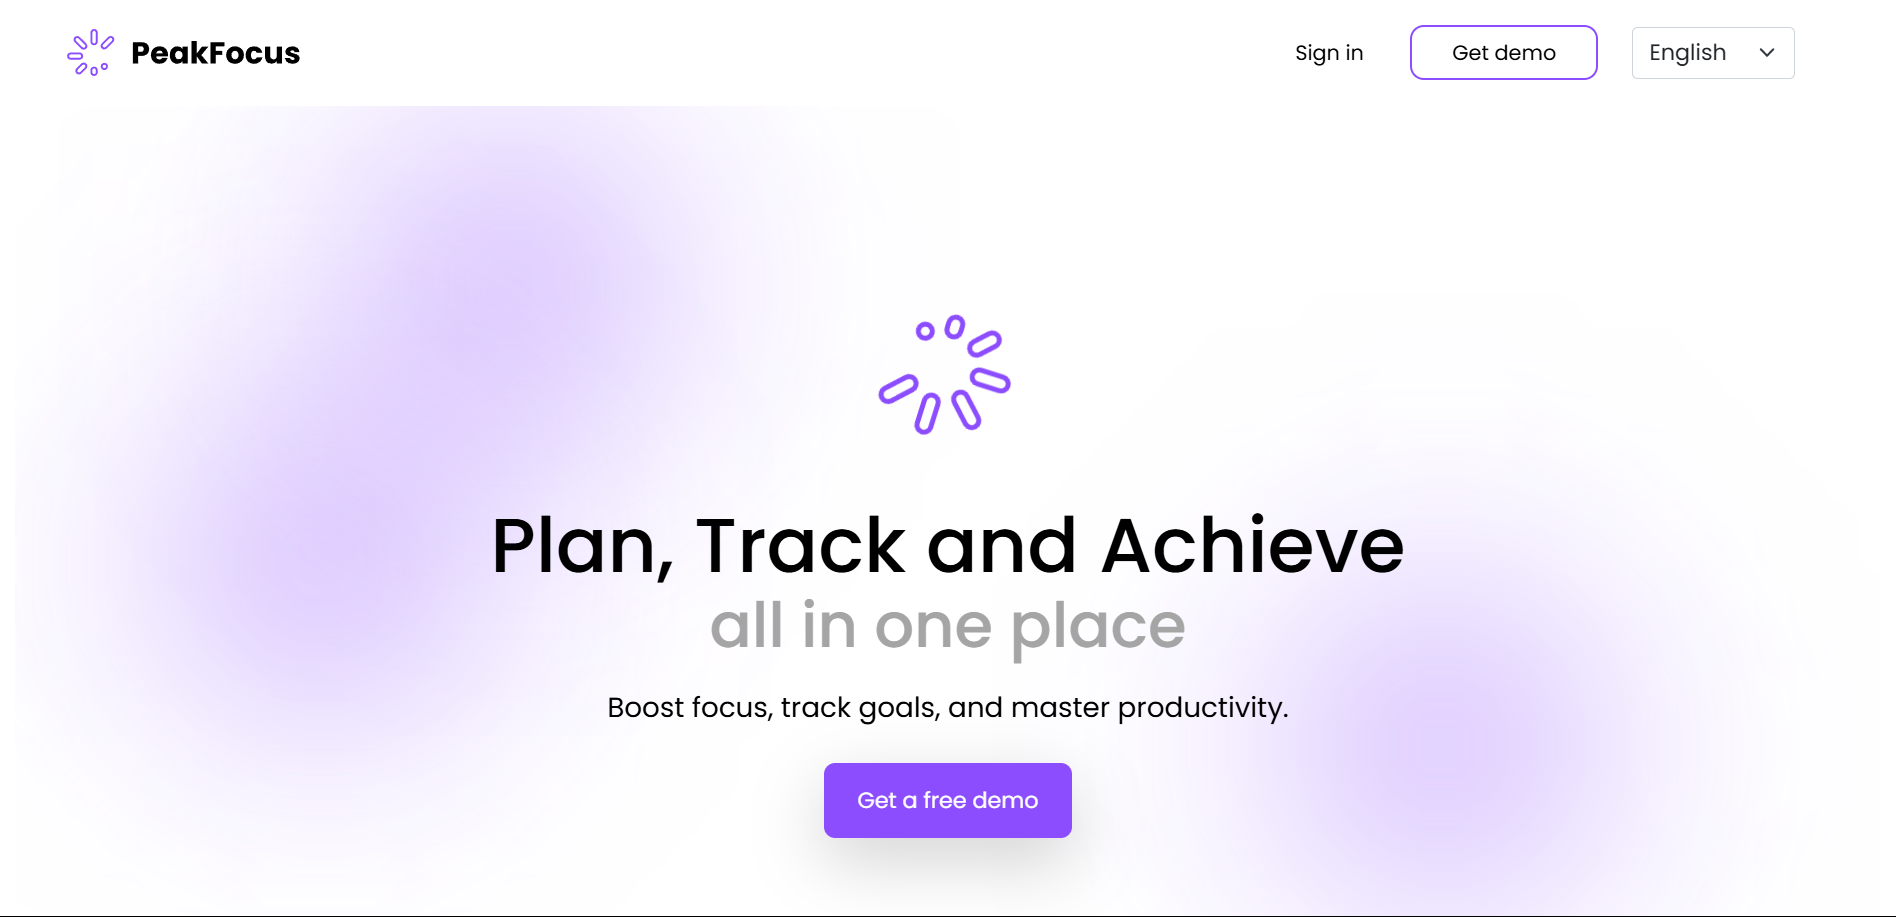 PeakFocus
Sign in
Get demo
English
Plan, Track and Achieve
all in one place
Boost focus, track goals, and master productivity.
Get a free demo